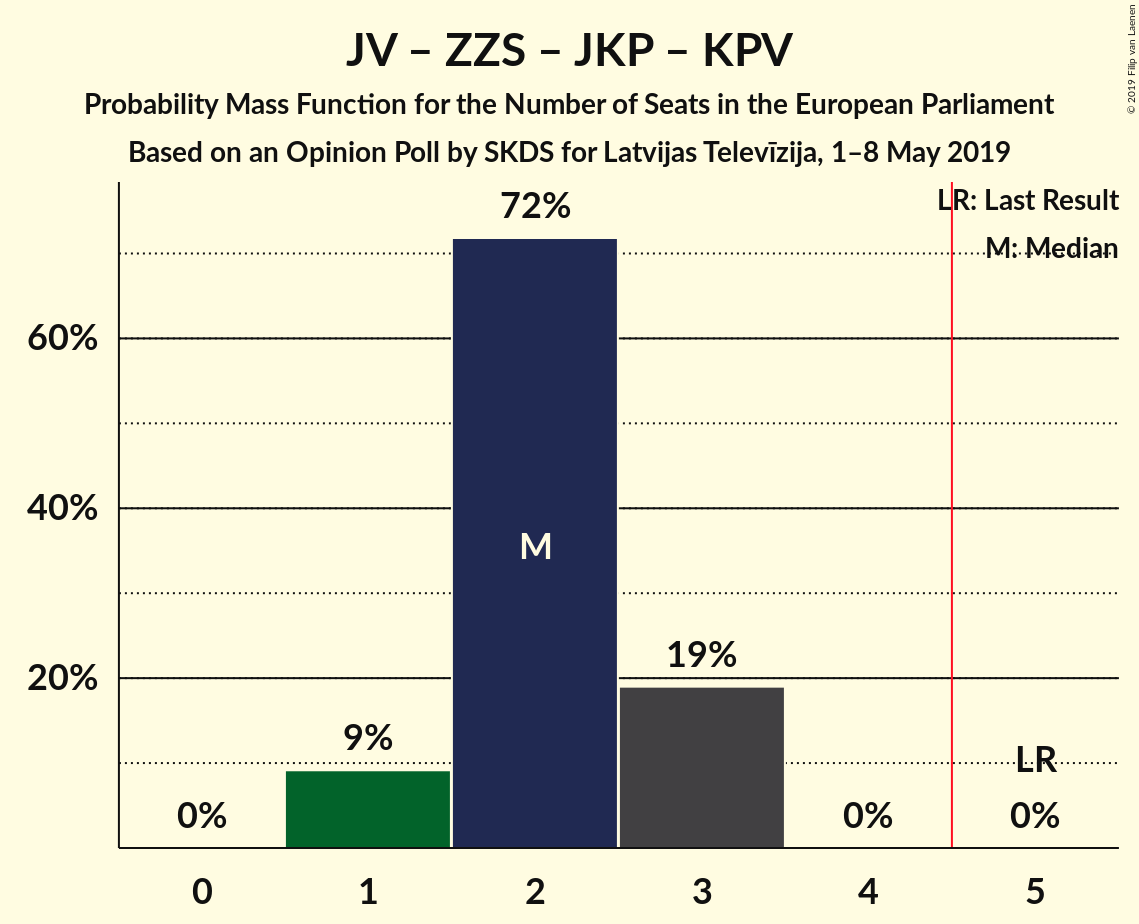 JV – ZZS – JKP – KPV
Probability Mass Function for the Number of Seats in the European Parliament
Based on an Opinion Poll by SKDS for Latvijas Televīzija, 1–8 May 2019
© 2019 Filip van Laenen
LR: Last Result
M: Median
72%
60%
40%
M
20%
19%
9%
LR
0%
0%
0%
0
1
2
3
4
5